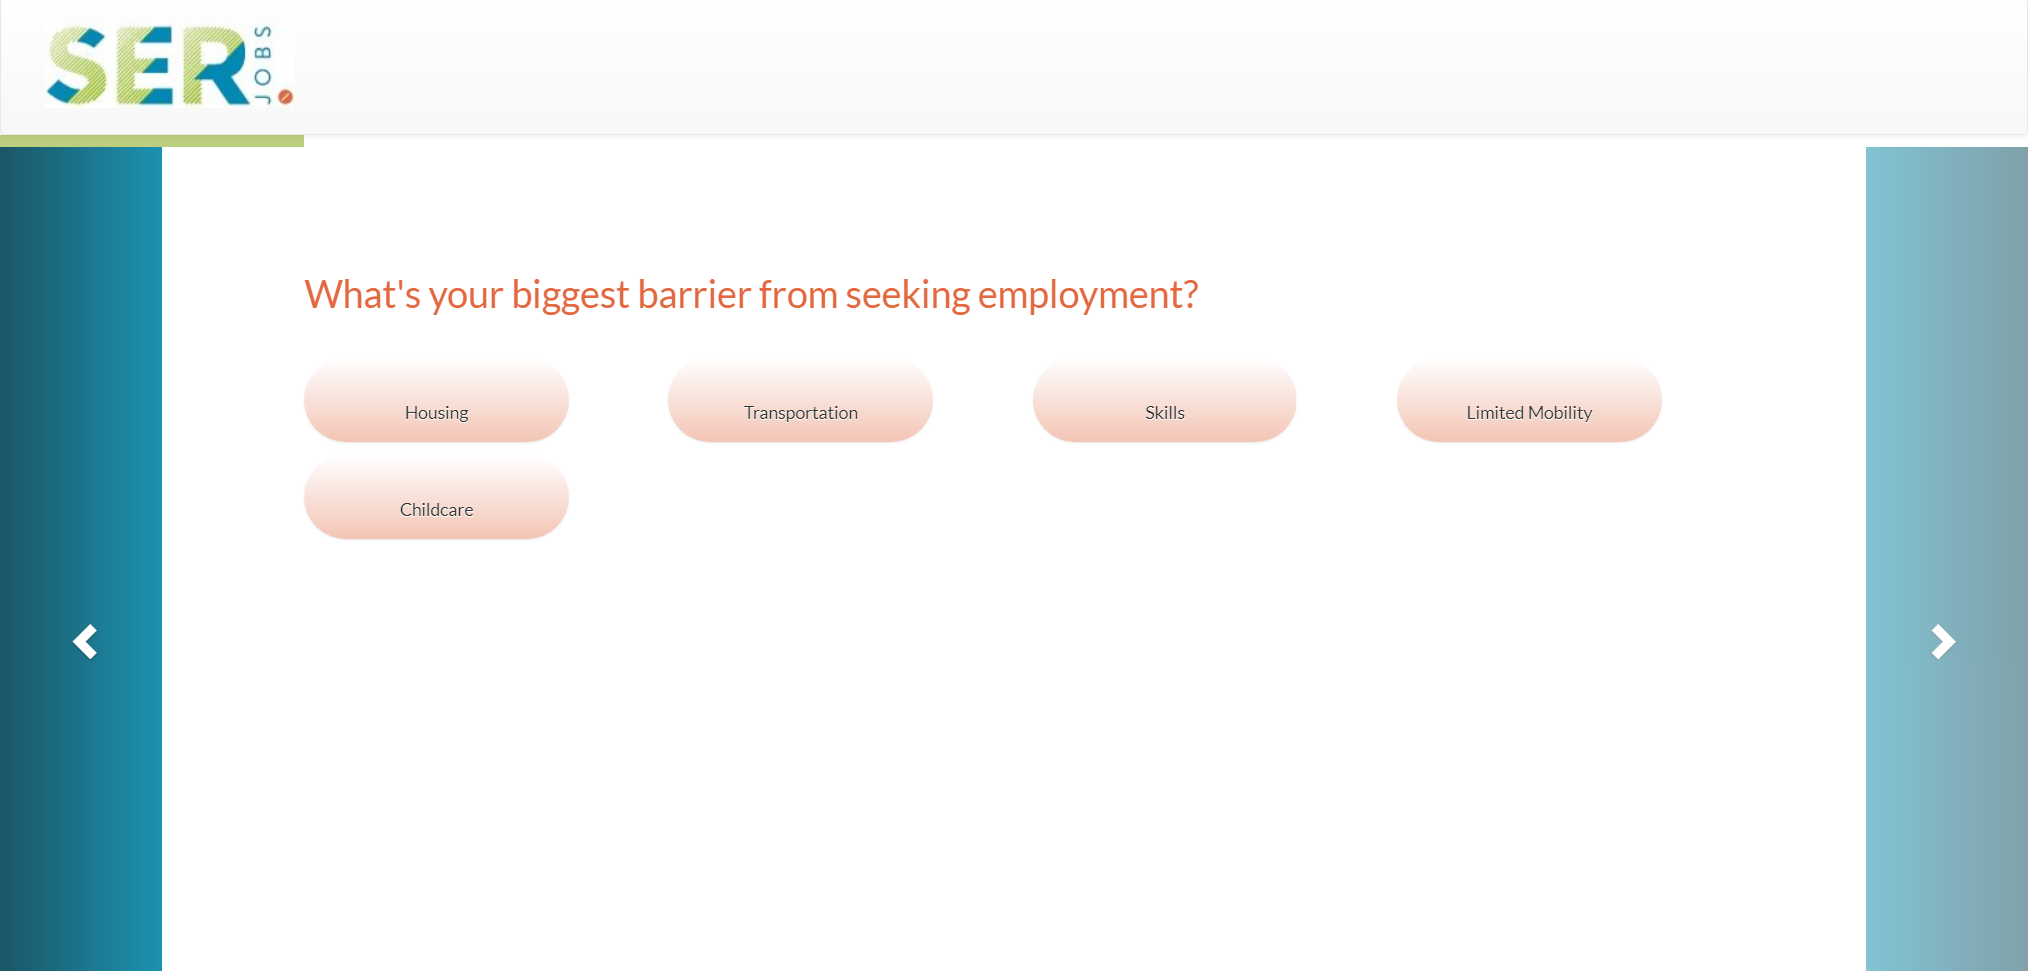 SER JOBS
What's your biggest barrier from seeking employment?
Housing
Transportation
Skills
Limited Mobility
Childcare